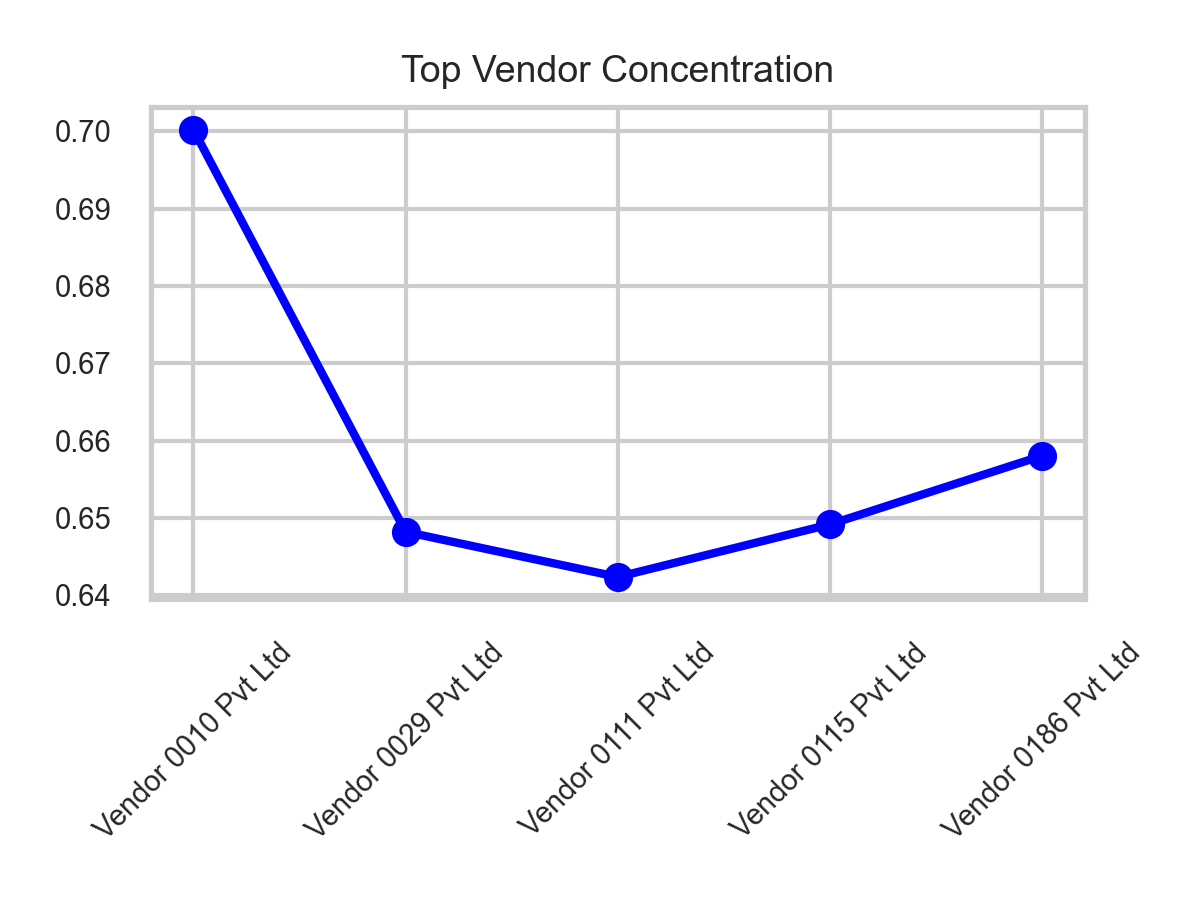 Top Vendor Concentration
0.70
0.69
0.68
0.67
0.66
0.65
0.64
Vendor 0010 Pvt Ltd
Vendor 0029 Pvt Ltd
Vendor 0111 Pvt Ltd
Vendor 0115 Pvt Ltd
Vendor 0186 Pvt Ltd